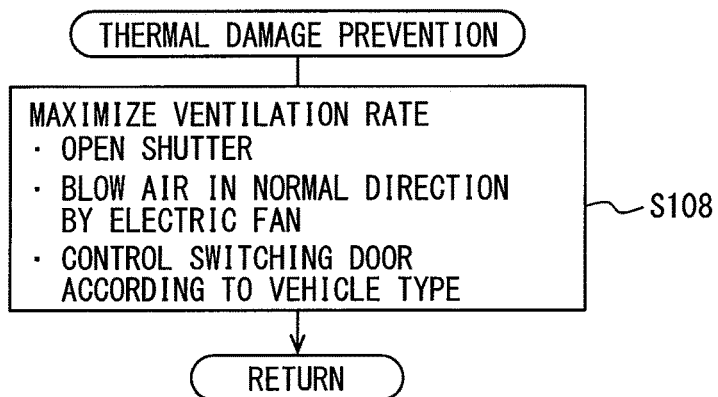 THERMAL DAMAGE PREVENTION
MAXIMIZE VENTILATION RATE
· OPEN SHUTTER
· BLOW AIR IN NORMAL DIRECTION
BY ELECTRIC FAN
· CONTROL SWITCHING DOOR
ACCORDING TO VEHICLE TYPE
S108
RETURN